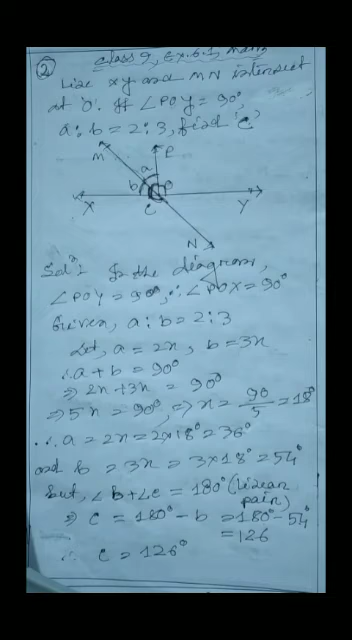 class 9, Ex. 6.1, Math
②
Line xy and MN intersect
at 'O'. If ∠POY = 90°,
a : b = 2 : 3, find 'C'
M
P
a
b
O
X
C
Y
N
Solⁿ: In the diagram,
∠POY = 90°, ∴ ∠POX = 90°
Given, a : b = 2 : 3
Let, a = 2x, b = 3x
∴ a + b = 90°
⇒ 2x + 3x = 90°
⇒ 5x = 90°, ⇒ x = 90/5 = 18°
∴ a = 2x = 2×18° = 36°
and b = 3x = 3×18° = 54°
but, ∠b + ∠c = 180° (Linear pair)
⇒ C = 180° - b = 180° - 54°
= 126
∴ C = 126°